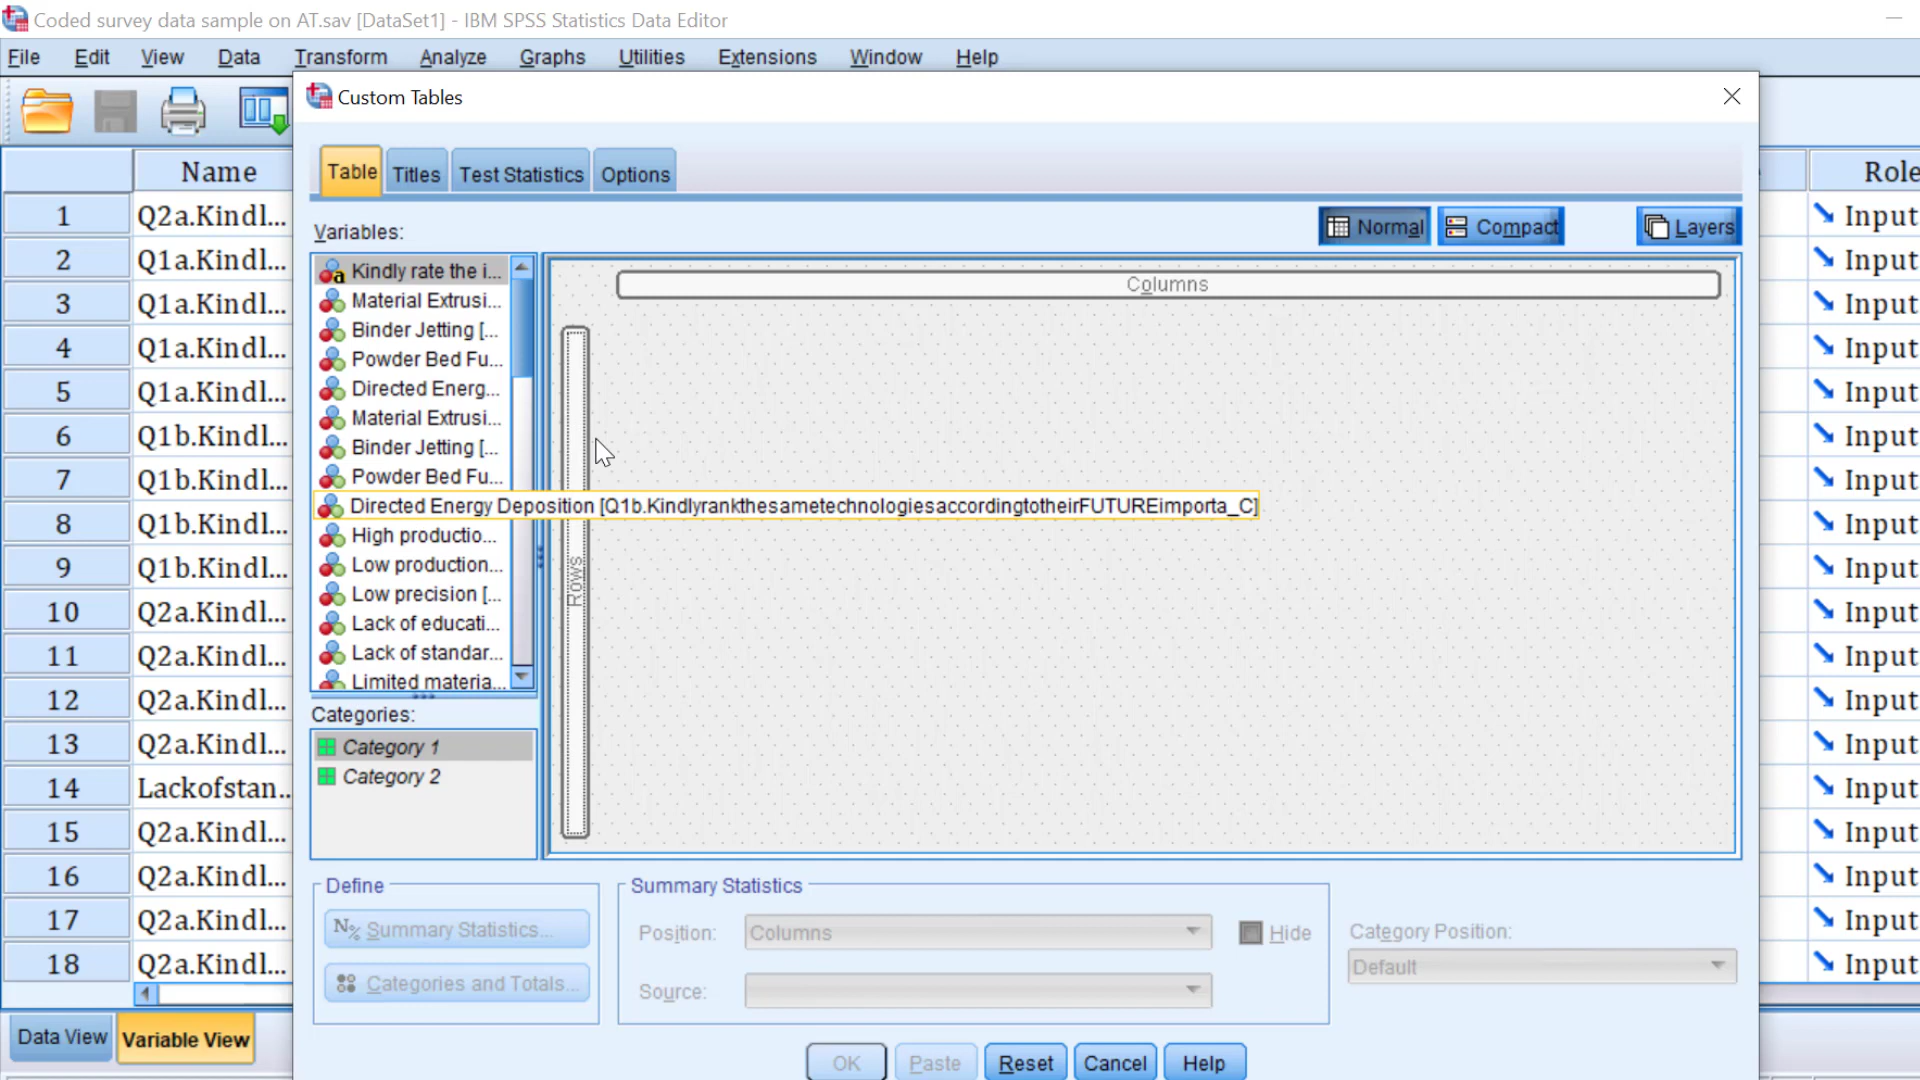 Coded survey data sample on AT.sav [DataSet1] - IBM SPSS Statistics Data Editor
File Edit View Data Transform Analyze Graphs Utilities Extensions Window Help
Custom Tables
Table Titles Test Statistics Options
Variables:
Normal Compact Layers
Name
Role
Kindly rate the i...
Material Extrusi...
Binder Jetting [...
Powder Bed Fu...
Directed Energ...
Material Extrusi...
Binder Jetting [...
Powder Bed Fu...
Directed Energy Deposition [Q1b.KindlyrankthesametechnologiesaccordingtotheirFUTUREimporta_C]
High productio...
Low production...
Low precision [...
Lack of educati...
Lack of standar...
Limited materia...
Columns
Rows
1 Q2a.Kindl... Input
2 Q1a.Kindl... Input
3 Q1a.Kindl... Input
4 Q1a.Kindl... Input
5 Q1a.Kindl... Input
6 Q1b.Kindl... Input
7 Q1b.Kindl... Input
8 Q1b.Kindl... Input
9 Q1b.Kindl... Input
10 Q2a.Kindl... Input
11 Q2a.Kindl... Input
12 Q2a.Kindl... Input
13 Q2a.Kindl... Input
14 Lackofstan... Input
15 Q2a.Kindl... Input
16 Q2a.Kindl... Input
17 Q2a.Kindl... Input
18 Q2a.Kindl... Input
Categories:
Category 1
Category 2
Define
N% Summary Statistics...
Categories and Totals...
Summary Statistics
Position: Columns Hide
Source:
Category Position:
Default
Data View Variable View
OK Paste Reset Cancel Help